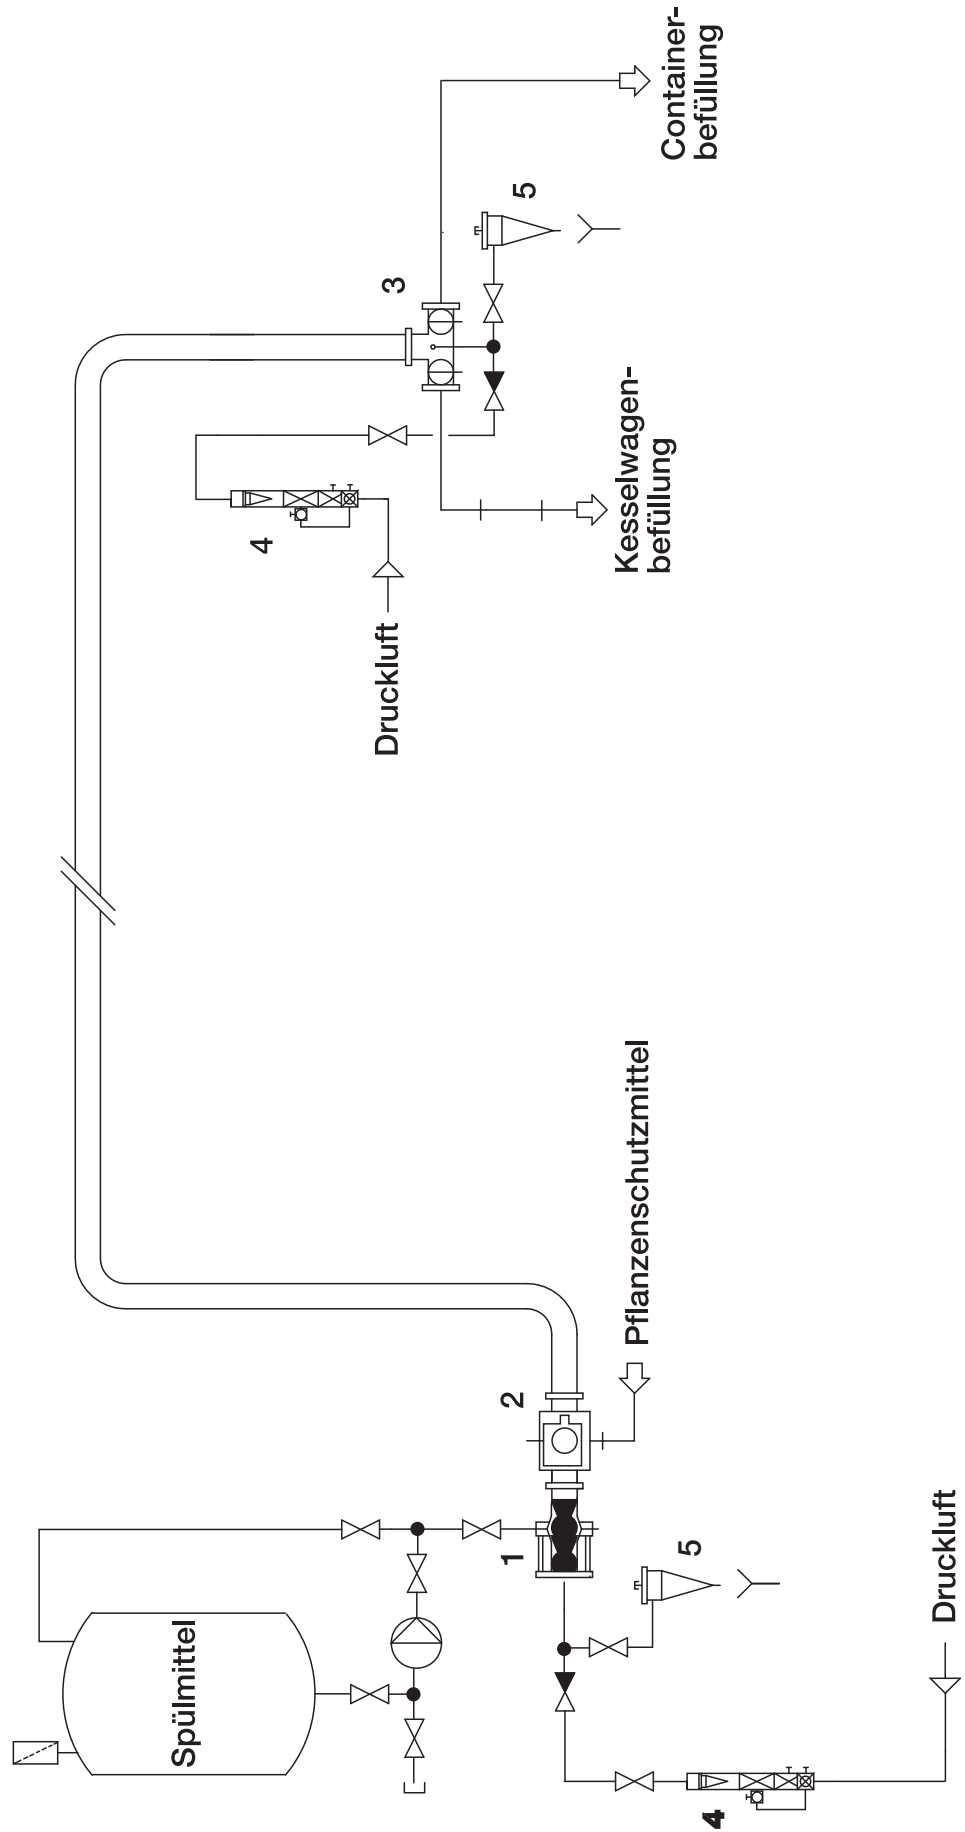 Spülmittel
1
2
Pflanzenschutzmittel
5
4
Druckluft
Druckluft
4
3
5
Kesselwagen-
befüllung
Container-
befüllung